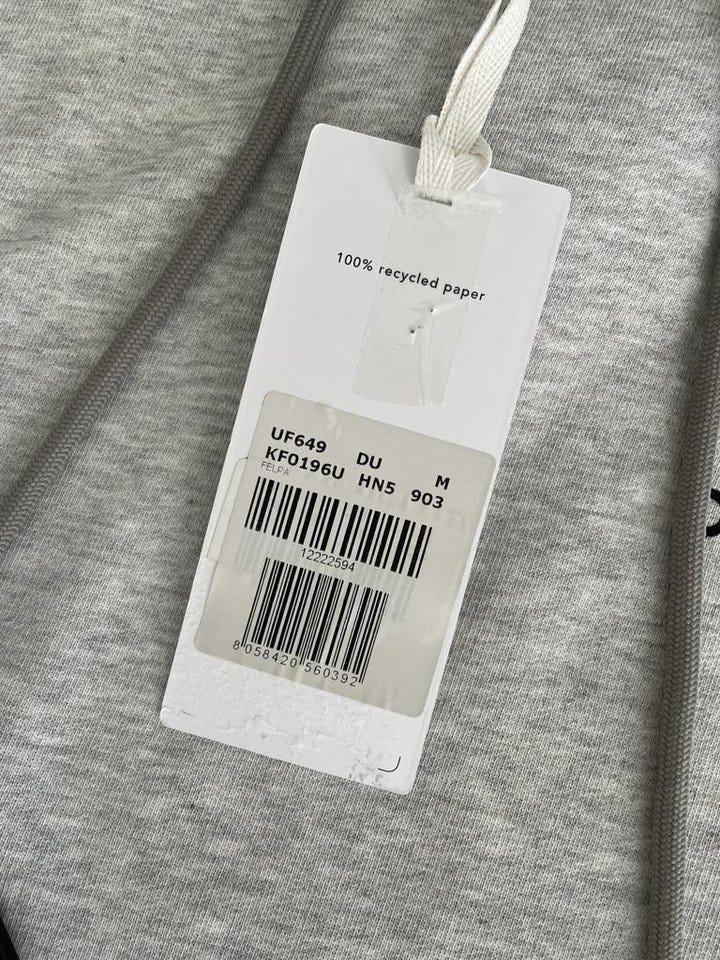 100% recycled paper
UF649 DU M
KF0196U HN5 903
FELPA
12222594
8 058420 560392